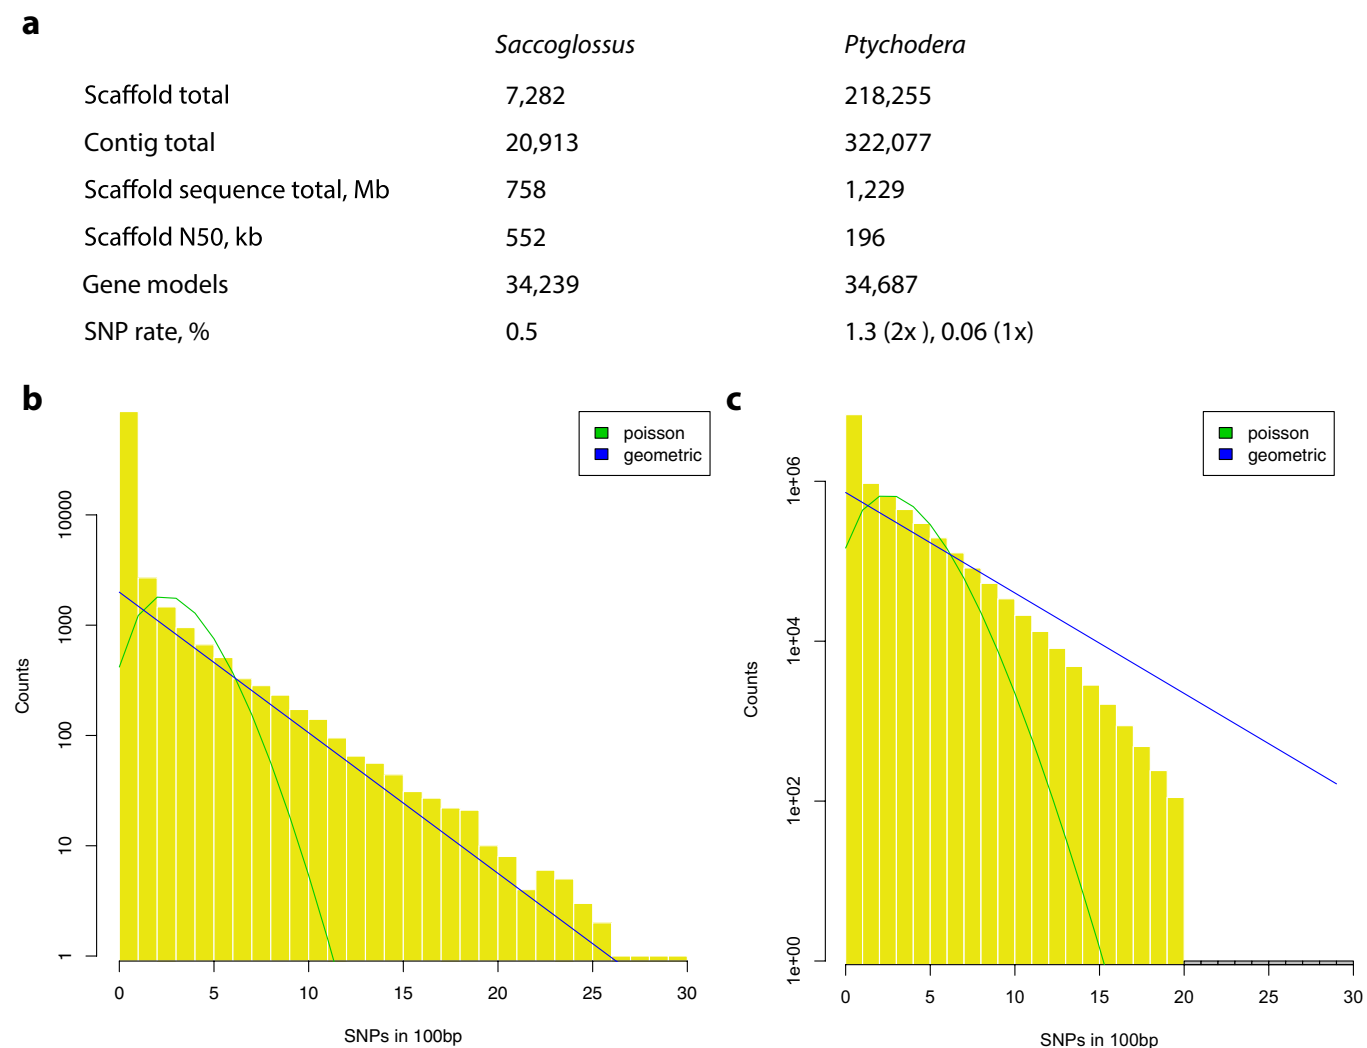 a
Saccoglossus Ptychodera
Scaffold total 7,282 218,255
Contig total 20,913 322,077
Scaffold sequence total, Mb 758 1,229
Scaffold N50, kb 552 196
Gene models 34,239 34,687
SNP rate, % 0.5 1.3 (2x ), 0.06 (1x)
b
poisson
geometric
Counts
10000
1000
100
10
1
0 5 10 15 20 25 30
SNPs in 100bp
c
poisson
geometric
Counts
1e+06
1e+04
1e+02
1e+00
0 5 10 15 20 25 30
SNPs in 100bp